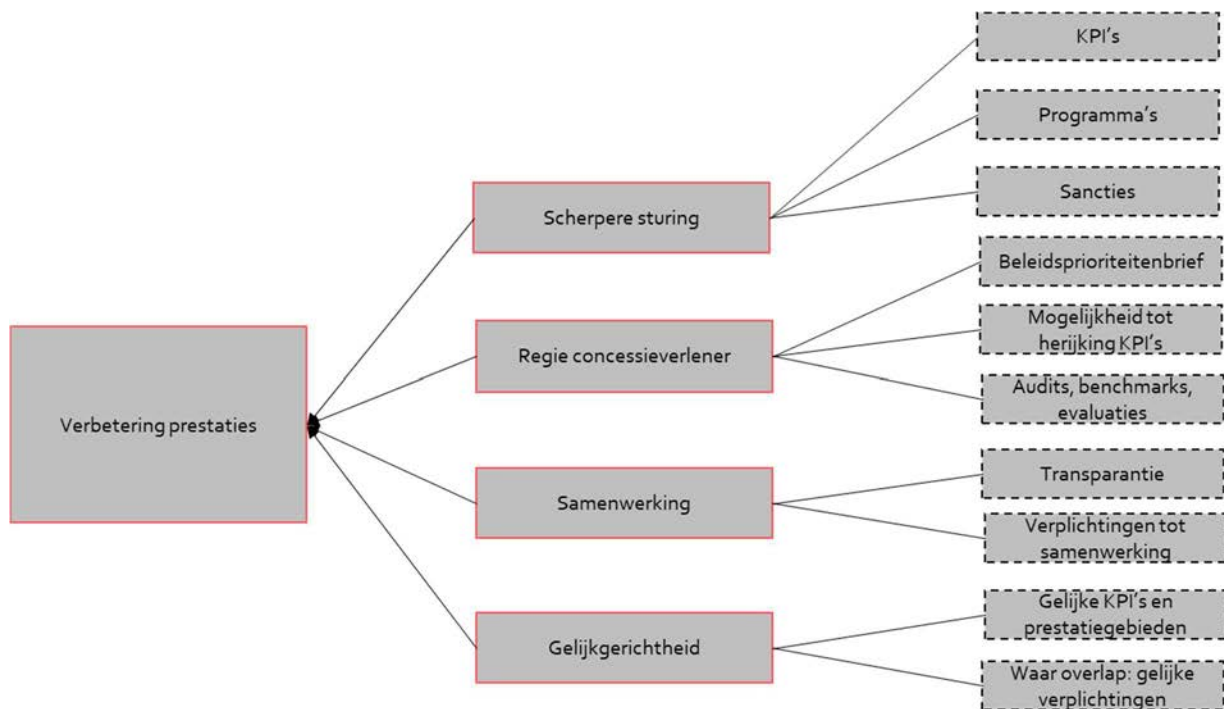 Verbetering prestaties
Scherpere sturing
KPI's
Programma's
Sancties
Regie concessieverlener
Beleidsprioriteitenbrief
Mogelijkheid tot
herijking KPI's
Audits, benchmarks,
evaluaties
Samenwerking
Transparantie
Verplichtingen tot
samenwerking
Gelijkgerichtheid
Gelijke KPI's en
prestatiegebieden
Waar overlap: gelijke
verplichtingen